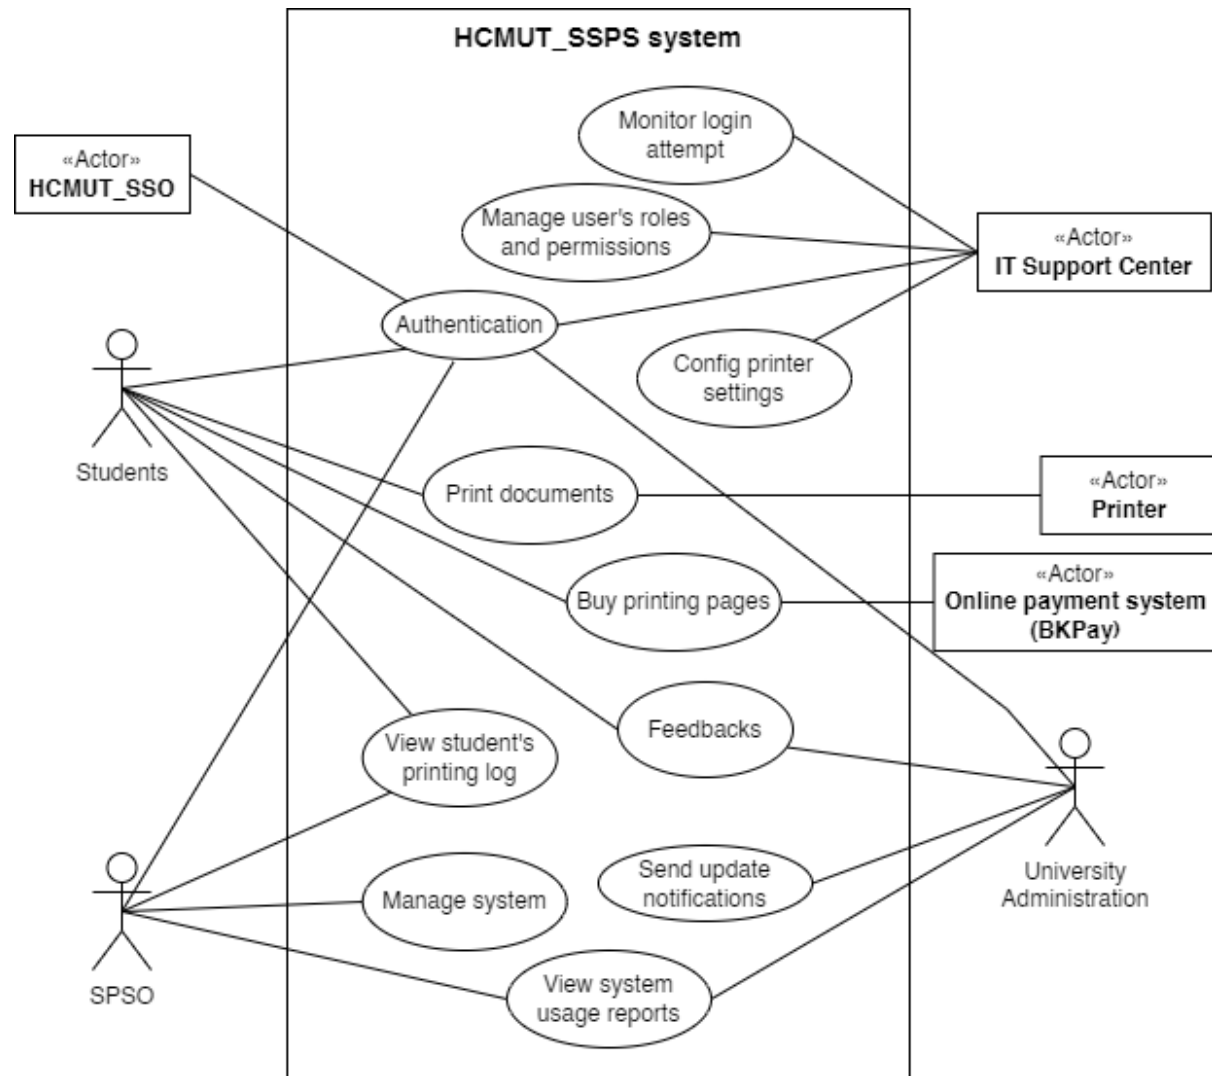 HCMUT_SSPS system
Monitor login
attempt
«Actor»
HCMUT_SSO
Manage user's roles
and permissions
«Actor»
IT Support Center
Authentication
Config printer
settings
Students
Print documents
«Actor»
Printer
Buy printing pages
«Actor»
Online payment system
(BKPay)
View student's
printing log
Feedbacks
Send update
notifications
University
Administration
Manage system
SPSO
View system
usage reports